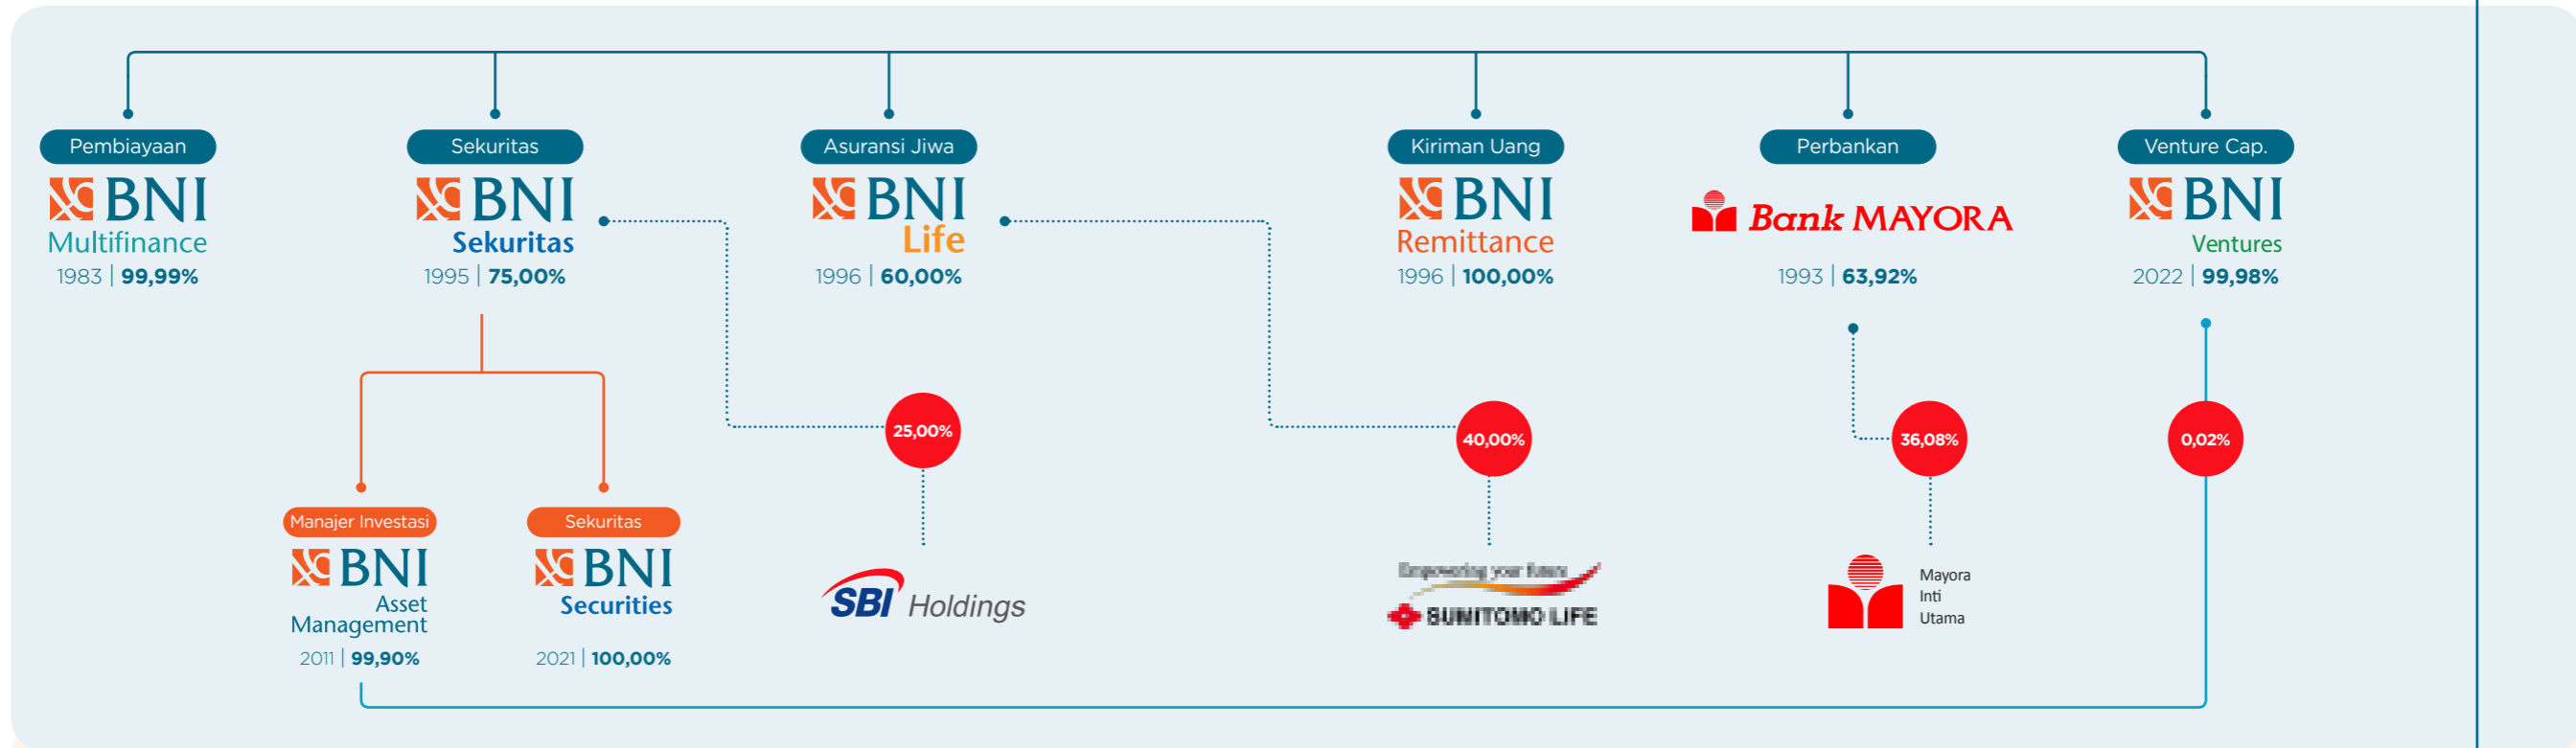 Pembiayaan
BNI
Multifinance
1983 | 99,99%
Sekuritas
BNI
Sekuritas
1995 | 75,00%
Asuransi Jiwa
BNI
Life
1996 | 60,00%
Kiriman Uang
BNI
Remittance
1996 | 100,00%
Perbankan
Bank MAYORA
1993 | 63,92%
Venture Cap.
BNI
Ventures
2022 | 99,98%
25,00%
40,00%
36,08%
0,02%
Manajer Investasi
BNI
Asset
Management
2011 | 99,90%
Sekuritas
BNI
Securities
2021 | 100,00%
SBI Holdings
Empowering your future
SUMITOMO LIFE
Mayora
Inti
Utama